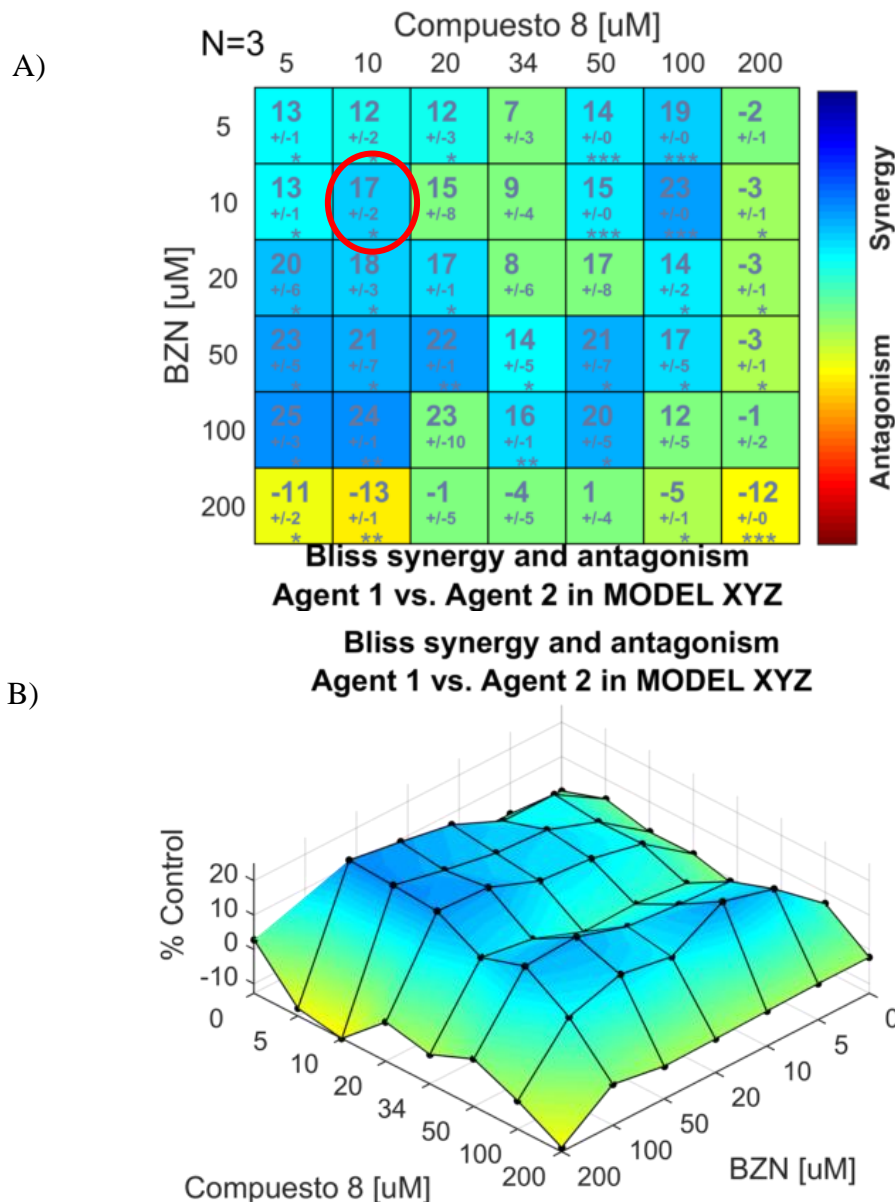 A)
N=3
Compuesto 8 [uM]
5 10 20 34 50 100 200
BZN [uM]
5
13 12 12 7 14 19 -2
+/-1 +/-2 +/-3 +/-3 +/-0 +/-0 +/-1
* * * *** ***
10
13 17 15 9 15 23 -3
+/-1 +/-2 +/-8 +/-4 +/-0 +/-0 +/-1
* * *** *** *
20
20 18 17 8 17 14 -3
+/-6 +/-3 +/-1 +/-6 +/-8 +/-2 +/-1
* * * * *
50
23 21 22 14 21 17 -3
+/-5 +/-7 +/-1 +/-5 +/-7 +/-5 +/-1
* * ** * * * *
100
25 24 23 16 20 12 -1
+/-3 +/-1 +/-10 +/-1 +/-5 +/-5 +/-2
* ** ** *
200
-11 -13 -1 -4 1 -5 -12
+/-2 +/-1 +/-5 +/-5 +/-4 +/-1 +/-0
* ** * ***
Synergy
Antagonism
Bliss synergy and antagonism
Agent 1 vs. Agent 2 in MODEL XYZ
B)
Bliss synergy and antagonism
Agent 1 vs. Agent 2 in MODEL XYZ
% Control
20
10
0
-10
0 5 10 20 34 50 100 200
Compuesto 8 [uM]
200 100 50 20 10 5 0
BZN [uM]